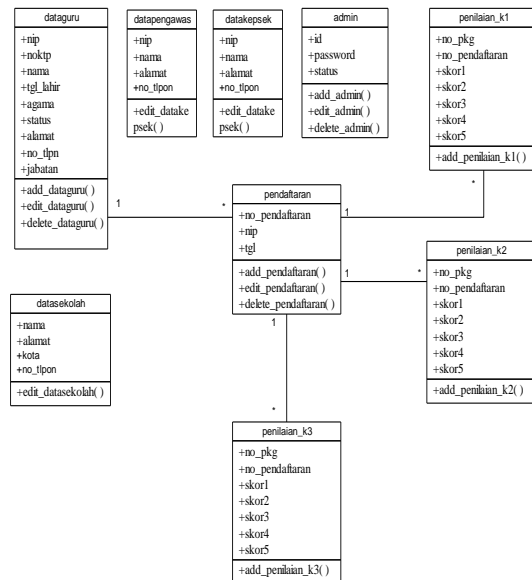 dataguru
+nip
+noktp
+nama
+tgl_lahir
+agama
+status
+alamat
+no_tlpn
+jabatan
+add_dataguru( )
+edit_dataguru( )
+delete_dataguru( )
datapengawas
+nip
+nama
+alamat
+no_tlpon
+edit_datake
psek( )
datakepsek
+nip
+nama
+alamat
+no_tlpon
+edit_datake
psek( )
admin
+id
+password
+status
+add_admin( )
+edit_admin( )
+delete_admin( )
penilaian_k1
+no_pkg
+no_pendaftaran
+skor1
+skor2
+skor3
+skor4
+skor5
+add_penilaian_k1( )
1
*
pendaftaran
+no_pendaftaran
+nip
+tgl
+add_pendaftaran( )
+edit_pendaftaran( )
+delete_pendaftaran( )
1
*
1
*
1
*
penilaian_k2
+no_pkg
+no_pendaftaran
+skor1
+skor2
+skor3
+skor4
+skor5
+add_penilaian_k2( )
datasekolah
+nama
+alamat
+kota
+no_tlpon
+edit_datasekolah( )
penilaian_k3
+no_pkg
+no_pendaftaran
+skor1
+skor2
+skor3
+skor4
+skor5
+add_penilaian_k3( )